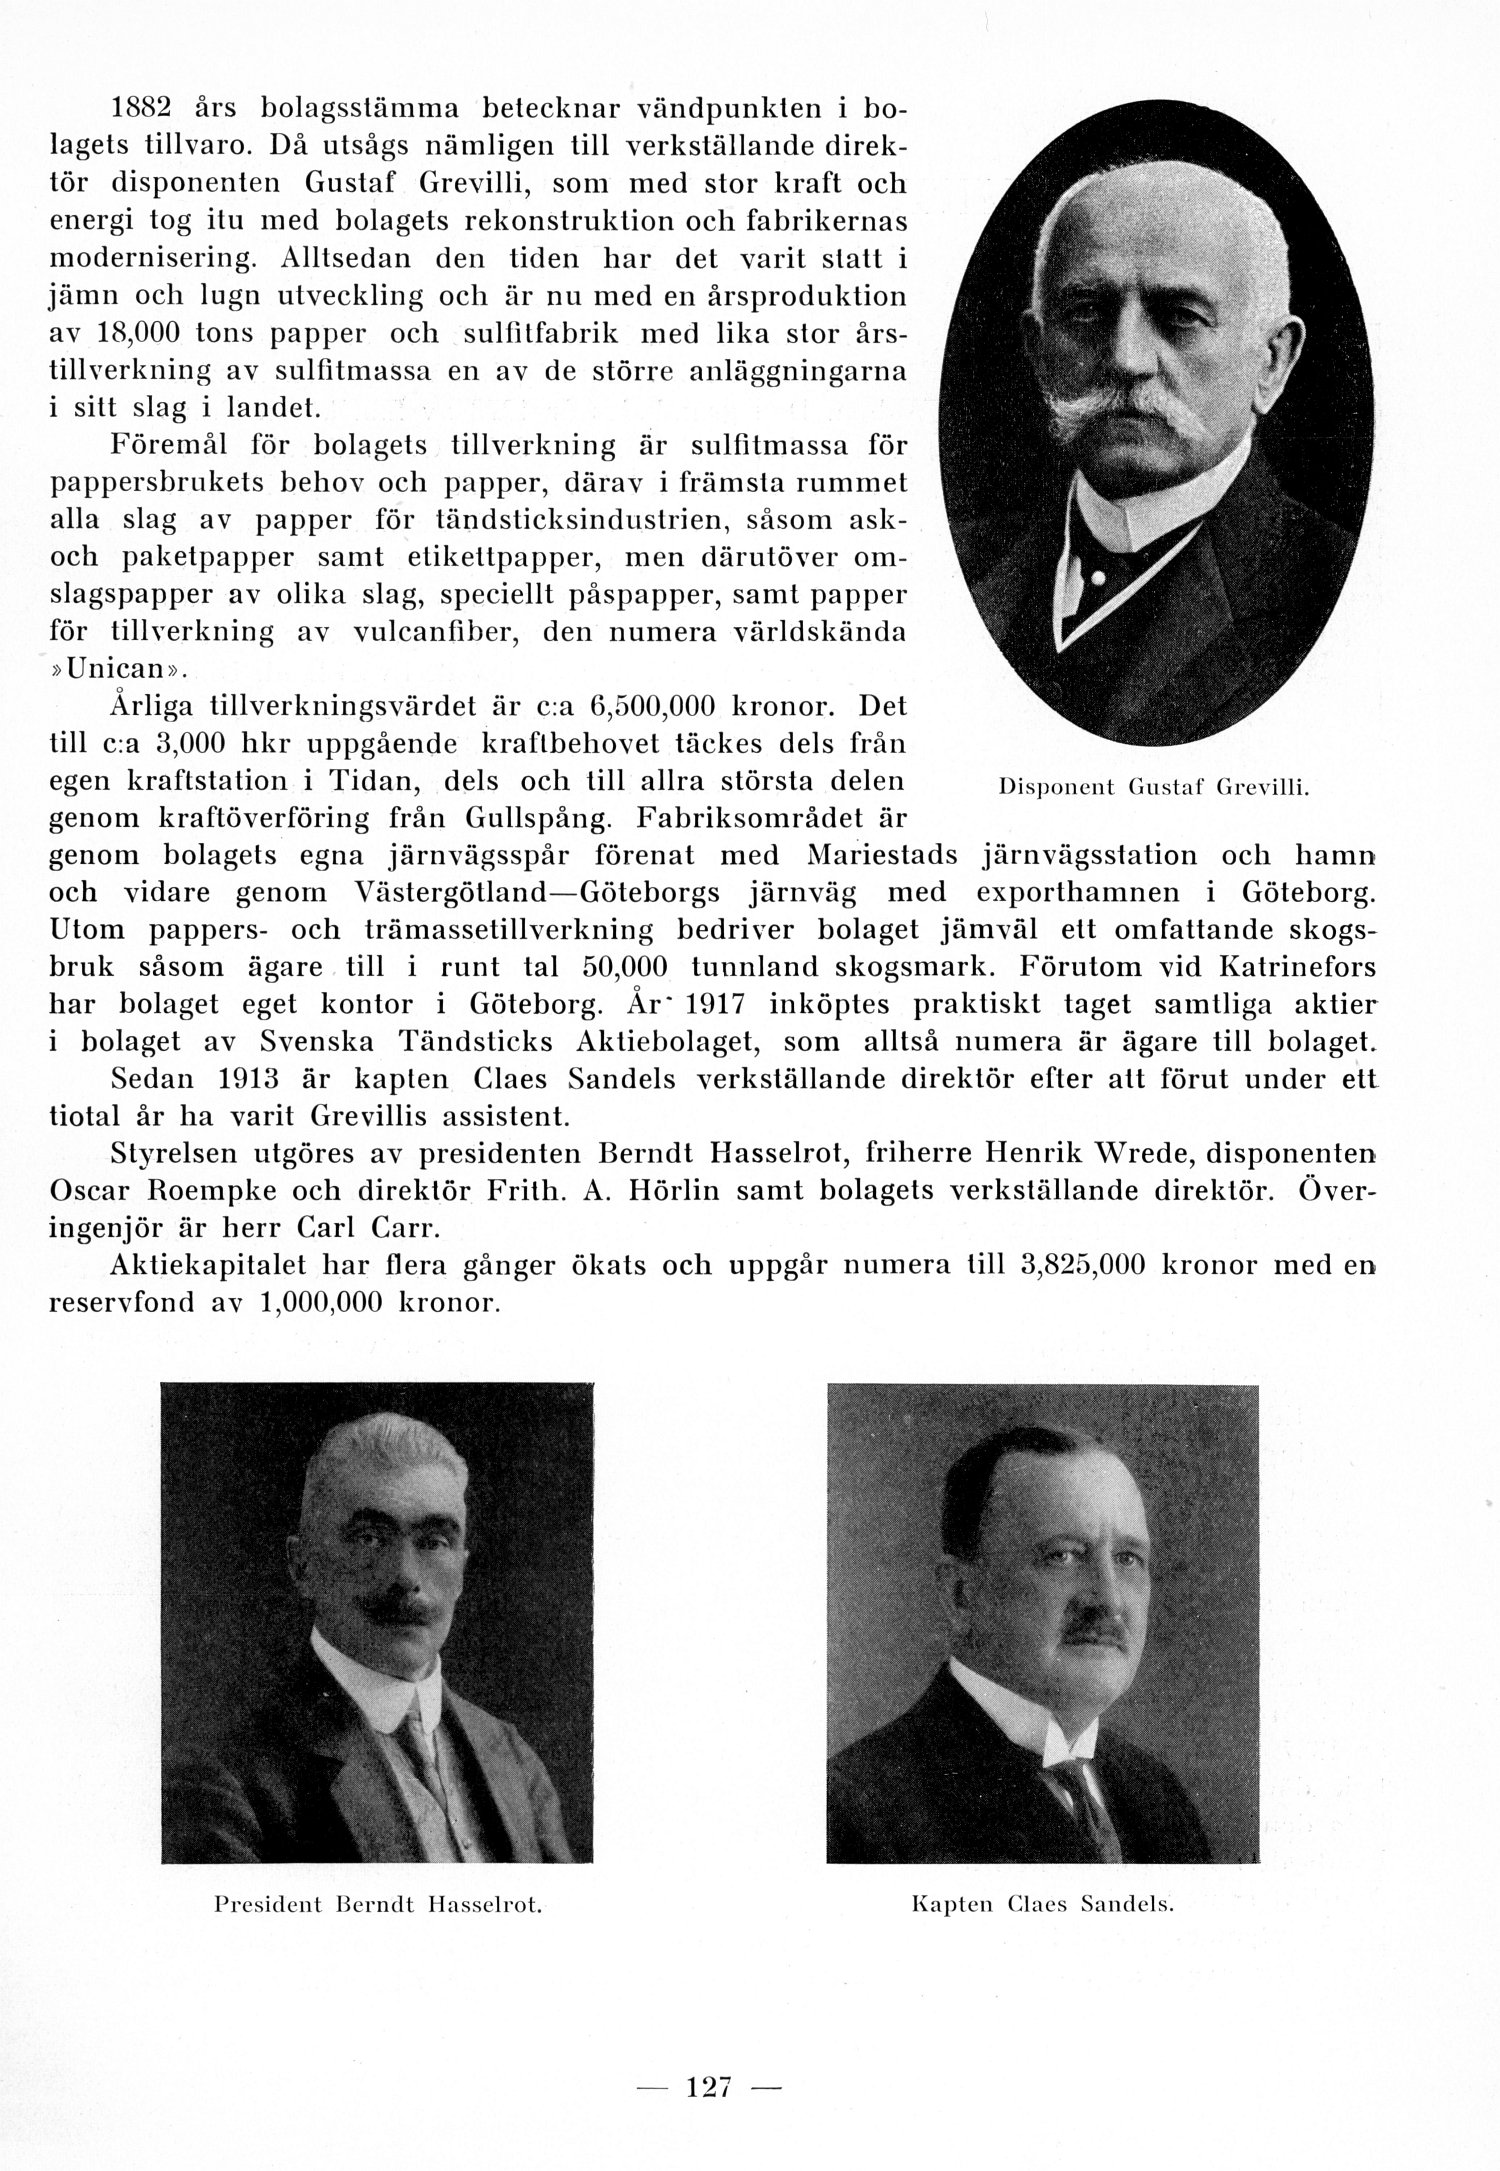 1882 års bolagsstämma betecknar vändpunkten i bo-
lagets tillvaro. Då utsågs nämligen till verkställande direk-
tör disponenten Gustaf Grevilli, som med stor kraft och
energi tog itu med bolagets rekonstruktion och fabrikernas
modernisering. Alltsedan den tiden har det varit statt i
jämn och lugn utveckling och är nu med en årsproduktion
av 18,000 tons papper och sulfitfabrik med lika stor års-
tillverkning av sulfitmassa en av de större anläggningarna
i sitt slag i landet.
Föremål för bolagets tillverkning är sulfitmassa för
pappersbrukets behov och papper, därav i främsta rummet
alla slag av papper för tändsticksindustrien, såsom ask-
och paketpapper samt etikettpapper, men därutöver om-
slagspapper av olika slag, speciellt påspapper, samt papper
för tillverkning av vulcanfiber, den numera världskända
»Unican».
Årliga tillverkningsvärdet är c:a 6,500,000 kronor. Det
till c:a 3,000 hkr uppgående kraftbehovet täckes dels från
egen kraftstation i Tidan, dels och till allra största delen
genom kraftöverföring från Gullspång. Fabriksområdet är
genom bolagets egna järnvägsspår förenat med Mariestads järnvägsstation och hamn
och vidare genom Västergötland—Göteborgs järnväg med exporthamnen i Göteborg.
Utom pappers- och trämassetillverkning bedriver bolaget jämväl ett omfattande skogs-
bruk såsom ägare till i runt tal 50,000 tunnland skogsmark. Förutom vid Katrinefors
har bolaget eget kontor i Göteborg. År 1917 inköptes praktiskt taget samtliga aktier
i bolaget av Svenska Tändsticks Aktiebolaget, som alltså numera är ägare till bolaget.
Sedan 1913 är kapten Claes Sandels verkställande direktör efter att förut under ett
tiotal år ha varit Grevillis assistent.
Styrelsen utgöres av presidenten Berndt Hasselrot, friherre Henrik Wrede, disponenten
Oscar Roempke och direktör Frith. A. Hörlin samt bolagets verkställande direktör. Över-
ingenjör är herr Carl Carr.
Aktiekapitalet har flera gånger ökats och uppgår numera till 3,825,000 kronor med en
reservfond av 1,000,000 kronor.
Disponent Gustaf Grevilli.
President Berndt Hasselrot.
Kapten Claes Sandels.
— 127 —